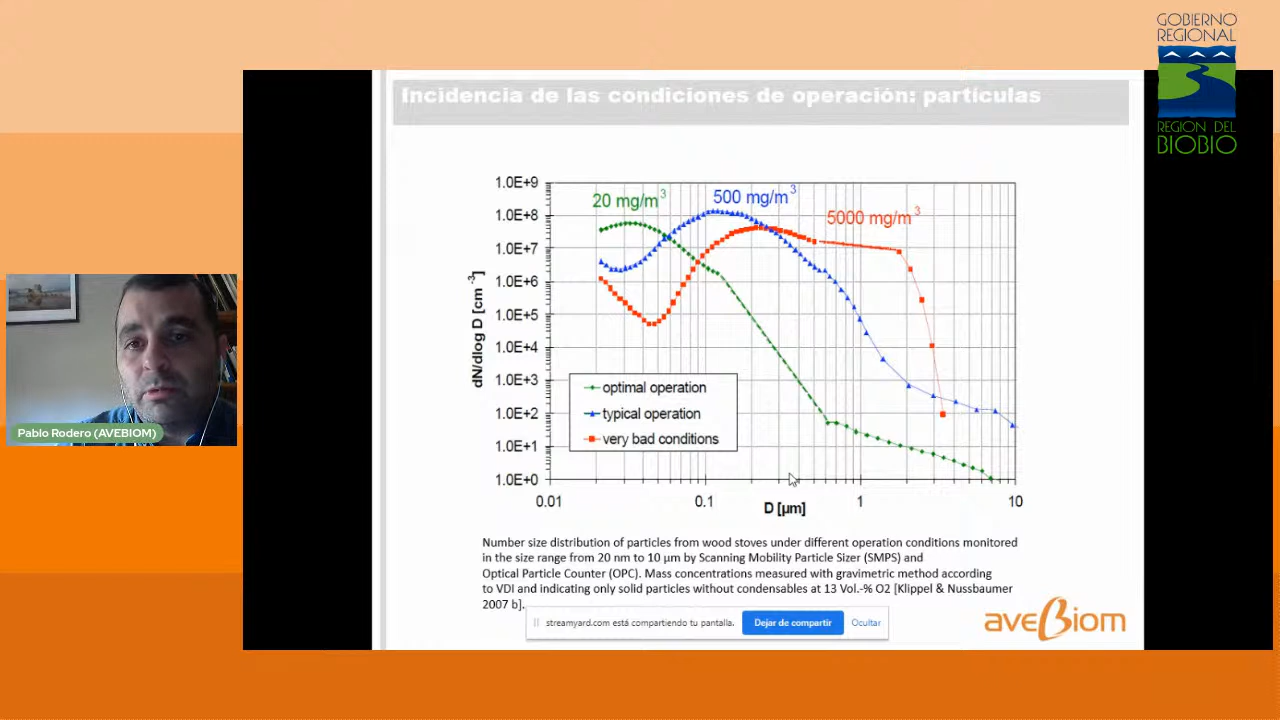 GOBIERNO
REGIONAL
REGION DEL
BIOBIO
Incidencia de las condiciones de operación: partículas
20 mg/m³
500 mg/m³
5000 mg/m³
1.0E+9
1.0E+8
1.0E+7
1.0E+6
1.0E+5
1.0E+4
1.0E+3
1.0E+2
1.0E+1
1.0E+0
dN/dlog D [cm⁻³]
optimal operation
typical operation
very bad conditions
0.01
0.1
1
10
D [µm]
Pablo Rodero (AVEBIOM)
Number size distribution of particles from wood stoves under different operation conditions monitored
in the size range from 20 nm to 10 µm by Scanning Mobility Particle Sizer (SMPS) and
Optical Particle Counter (OPC). Mass concentrations measured with gravimetric method according
to VDI and indicating only solid particles without condensables at 13 Vol.-% O2 [Klippel & Nussbaumer
2007 b].
streamyard.com está compartiendo tu pantalla.
Dejar de compartir
Ocultar
aveBiom